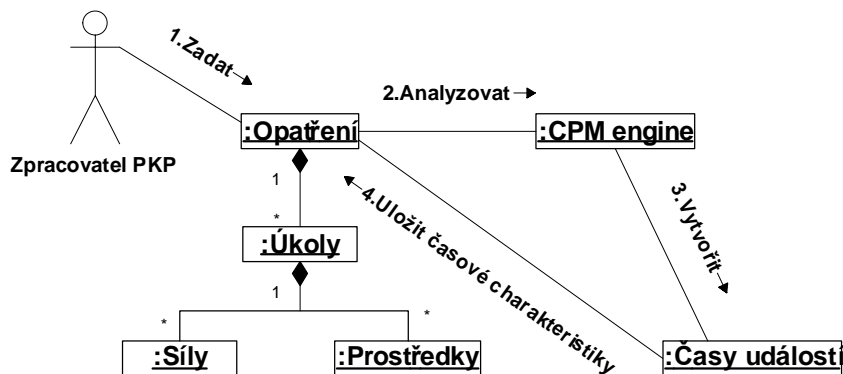 1.Zadat
2.Analyzovat
:Opatření
:CPM engine
Zpracovatel PKP
1
*
3.Vytvořit
4.Uložit časové charakteristiky
:Úkoly
1
*
*
:Síly
:Prostředky
:Časy událostí